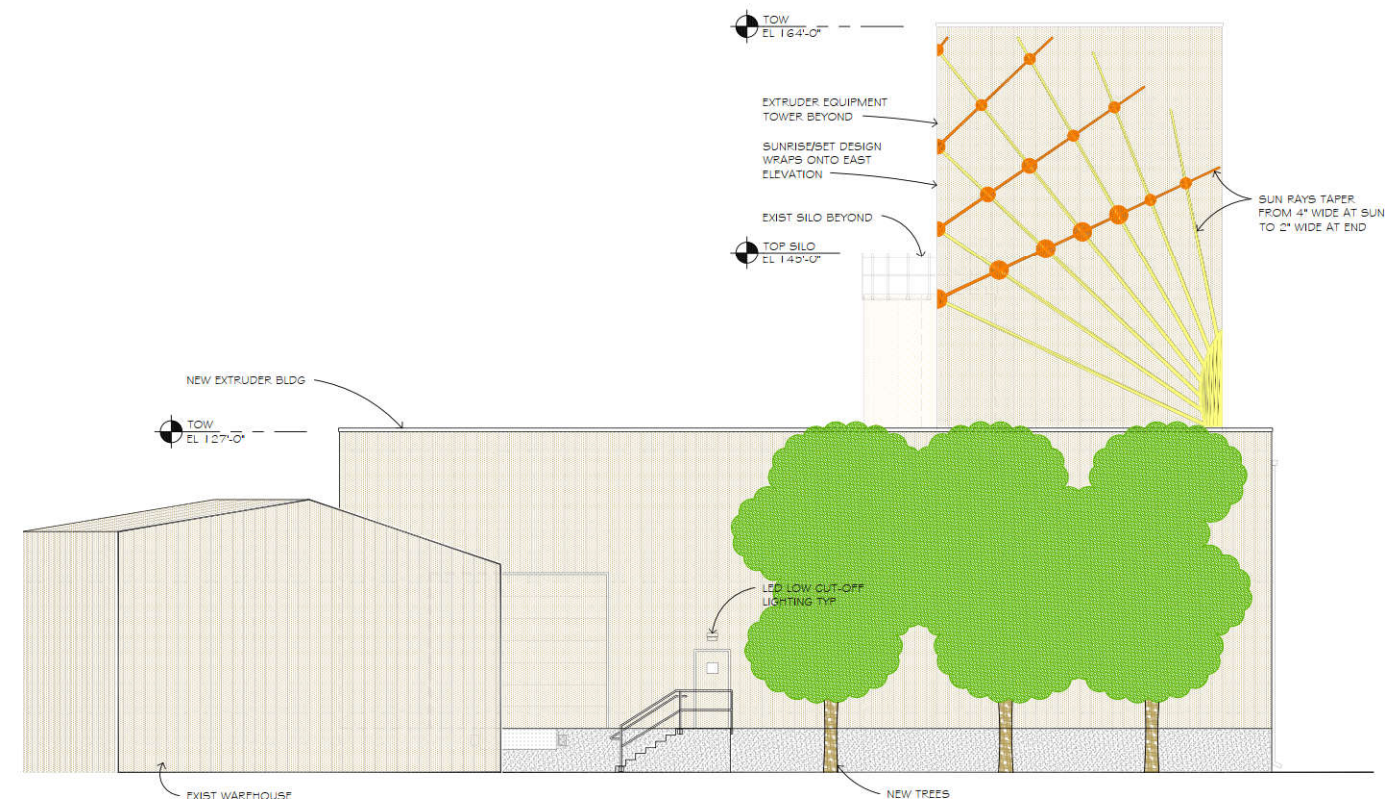 TOW
EL 164'-0"
EXTRUDER EQUIPMENT
TOWER BEYOND
SUNRISE/SET DESIGN
WRAPS ONTO EAST
ELEVATION
EXIST SILO BEYOND
TOP SILO
EL 145'-0"
SUN RAYS TAPER
FROM 4" WIDE AT SUN
TO 2" WIDE AT END
NEW EXTRUDER BLDG
TOW
EL 127'-0"
LED LOW CUT-OFF
LIGHTING TYP
EXIST WAREHOUSE
NEW TREES